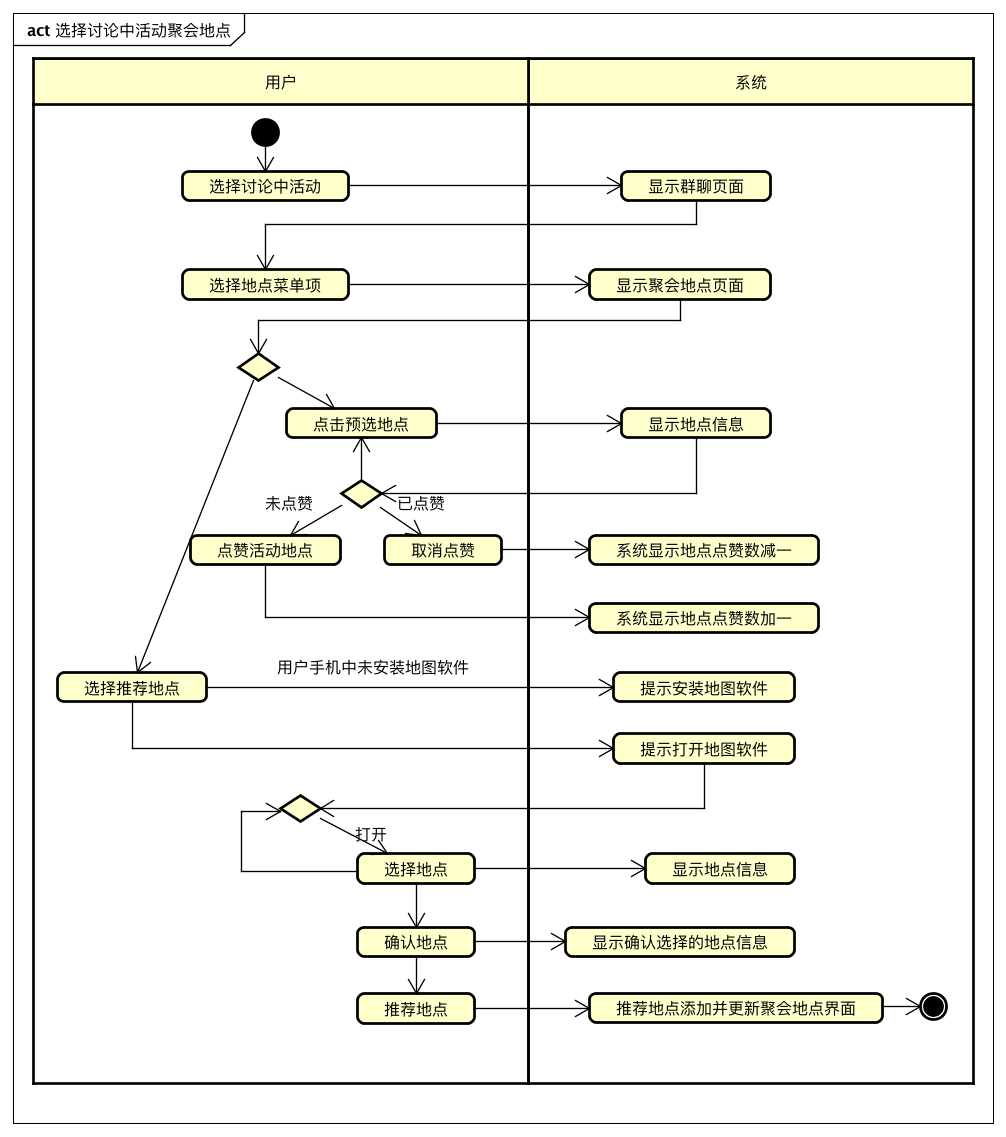 act 选择讨论中活动聚会地点
用户
系统
选择讨论中活动
显示群聊页面
选择地点菜单项
显示聚会地点页面
点击预选地点
显示地点信息
未点赞
已点赞
点赞活动地点
取消点赞
系统显示地点点赞数减一
系统显示地点点赞数加一
用户手机中未安装地图软件
选择推荐地点
提示安装地图软件
提示打开地图软件
打开
选择地点
显示地点信息
确认地点
显示确认选择的地点信息
推荐地点
推荐地点添加并更新聚会地点界面